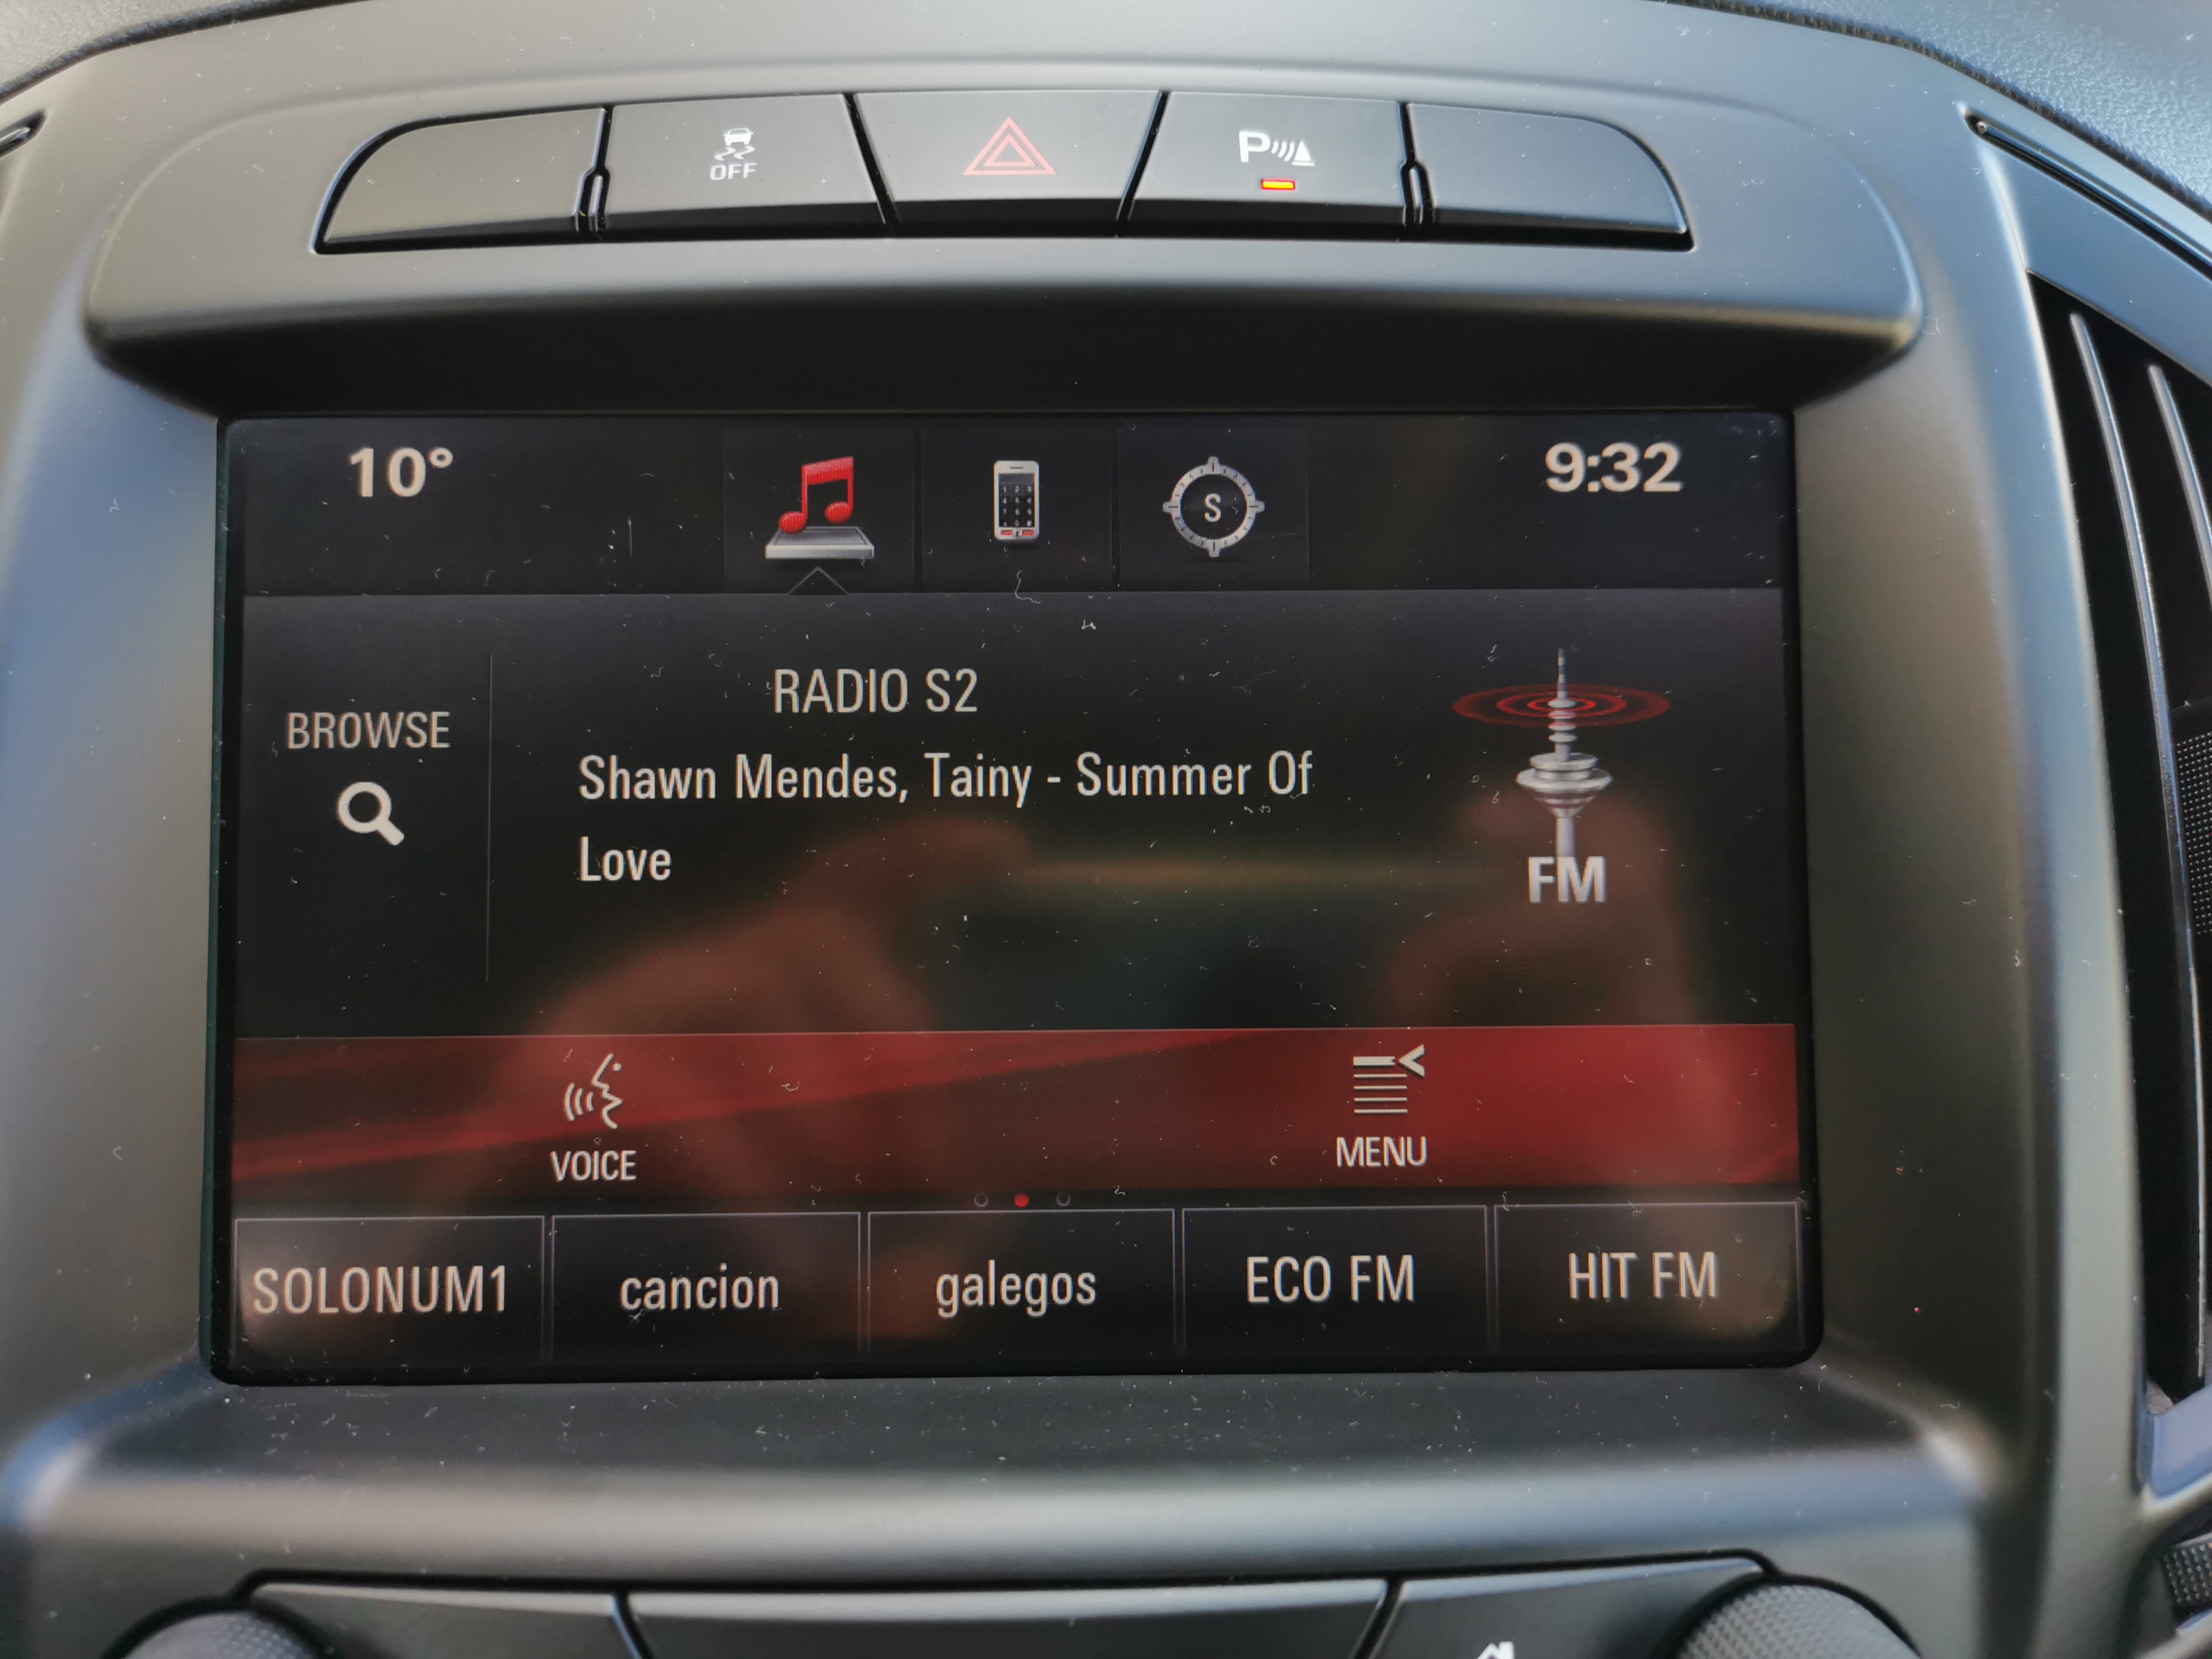 OFF
P
10°
S
9:32
RADIO S2
BROWSE
Shawn Mendes, Tainy - Summer Of
Love
FM
VOICE
MENU
SOLONUM1
cancion
galegos
ECO FM
HIT FM